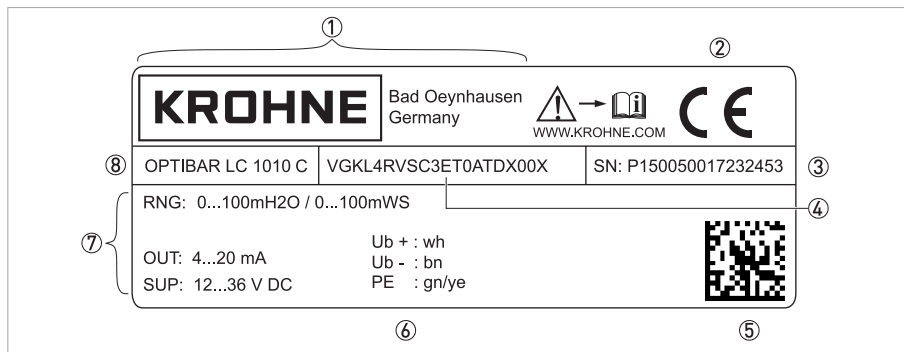 ①
②
KROHNE
Bad Oeynhausen
Germany
WWW.KROHNE.COM
CE
⑧
OPTIBAR LC 1010 C
VGKL4RVSC3ET0ATDX00X
SN: P150050017232453
③
RNG: 0...100mH2O / 0...100mWS
④
⑦
OUT: 4...20 mA
SUP: 12...36 V DC
Ub + : wh
Ub - : bn
PE : gn/ye
⑥
⑤